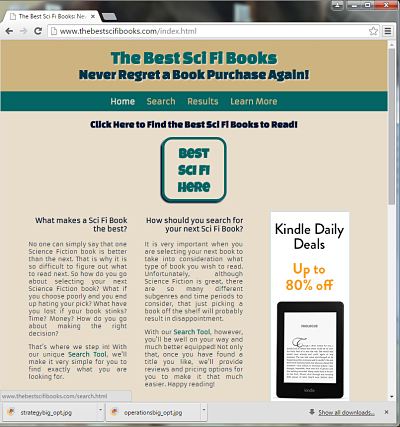 The Best Sci Fi Books: Nev
www.thebestscifibooks.com/index.html
The Best Sci Fi Books
Never Regret a Book Purchase Again!
Home Search Results Learn More
Click Here to Find the Best Sci Fi Books to Read!
Best
Sci Fi
Here
What makes a Sci Fi Book
the best?
No one can simply say that one
Science Fiction book is better
than the next. That is why it is
so difficult to figure out what
to read next. So how do you go
about selecting your next
Science Fiction book? What if
you choose poorly and you end
up hating your pick? What have
you lost if your book stinks?
Time? Money? How do you go
about making the right
decision?
That's where we step in! With
our unique Search Tool, we'll
make it very simple for you to
find exactly what you are
looking for.
How should you search for
your next Sci Fi Book?
It is very important when you
are selecting your next book to
take into consideration what
type of book you wish to read.
Unfortunately, although
Science Fiction is great, there
are so many different
subgenres and time periods to
consider, that just picking a
book off the shelf will probably
result in disappointment.
With our Search Tool, however,
you'll be well on your way and
much better equipped! Not only
that, once you have found a
title you like, we'll provide
reviews and pricing options for
you to make it that much
easier. Happy reading!
Kindle Daily
Deals
Up to
80% off
kindle
www.thebestscifibooks.com/search.html
strategybig_opt.jpg
operationsbig_opt.jpg
Show all downloads...